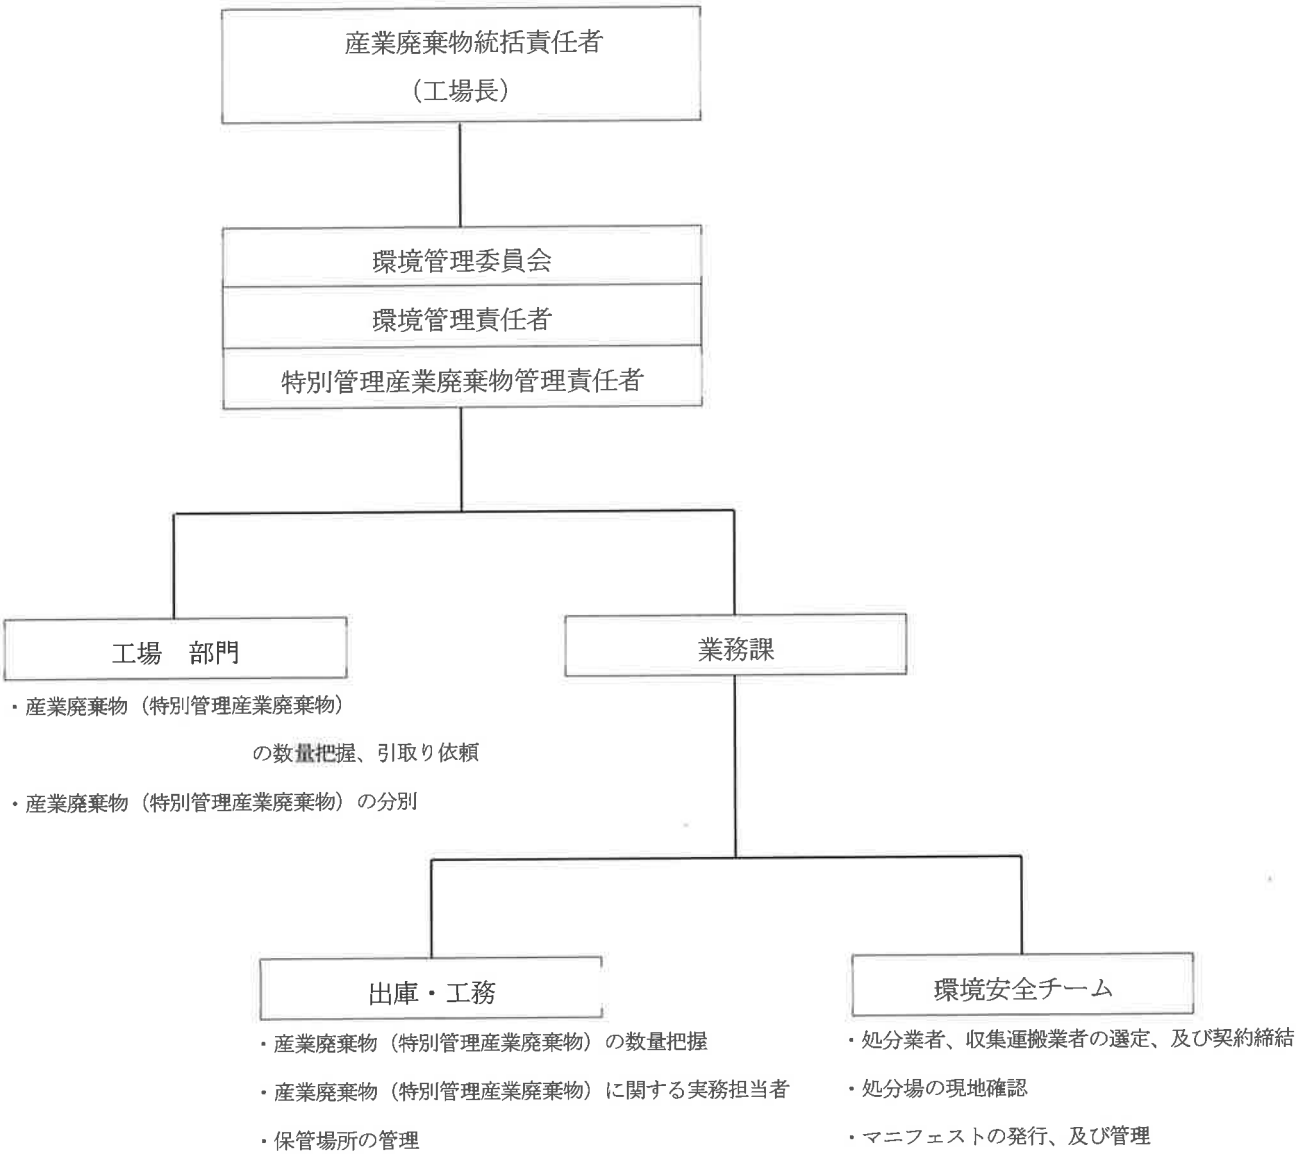 産業廃棄物統括責任者
（工場長）
環境管理委員会
環境管理責任者
特別管理産業廃棄物管理責任者
工場　部門
・産業廃棄物（特別管理産業廃棄物）
の数量把握、引取り依頼
・産業廃棄物（特別管理産業廃棄物）の分別
業務課
出庫・工務
・産業廃棄物（特別管理産業廃棄物）の数量把握
・産業廃棄物（特別管理産業廃棄物）に関する実務担当者
・保管場所の管理
環境安全チーム
・処分業者、収集運搬業者の選定、及び契約締結
・処分場の現地確認
・マニフェストの発行、及び管理